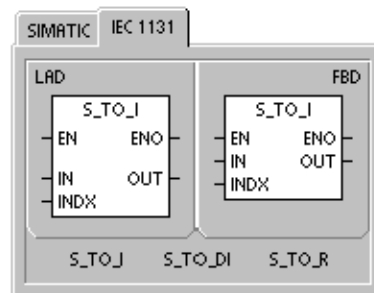 SIMATIC IEC 1131
LAD FBD
S_TO_I S_TO_I
EN ENO EN ENO
IN OUT IN OUT
INDX INDX
S_TO_I S_TO_DI S_TO_R